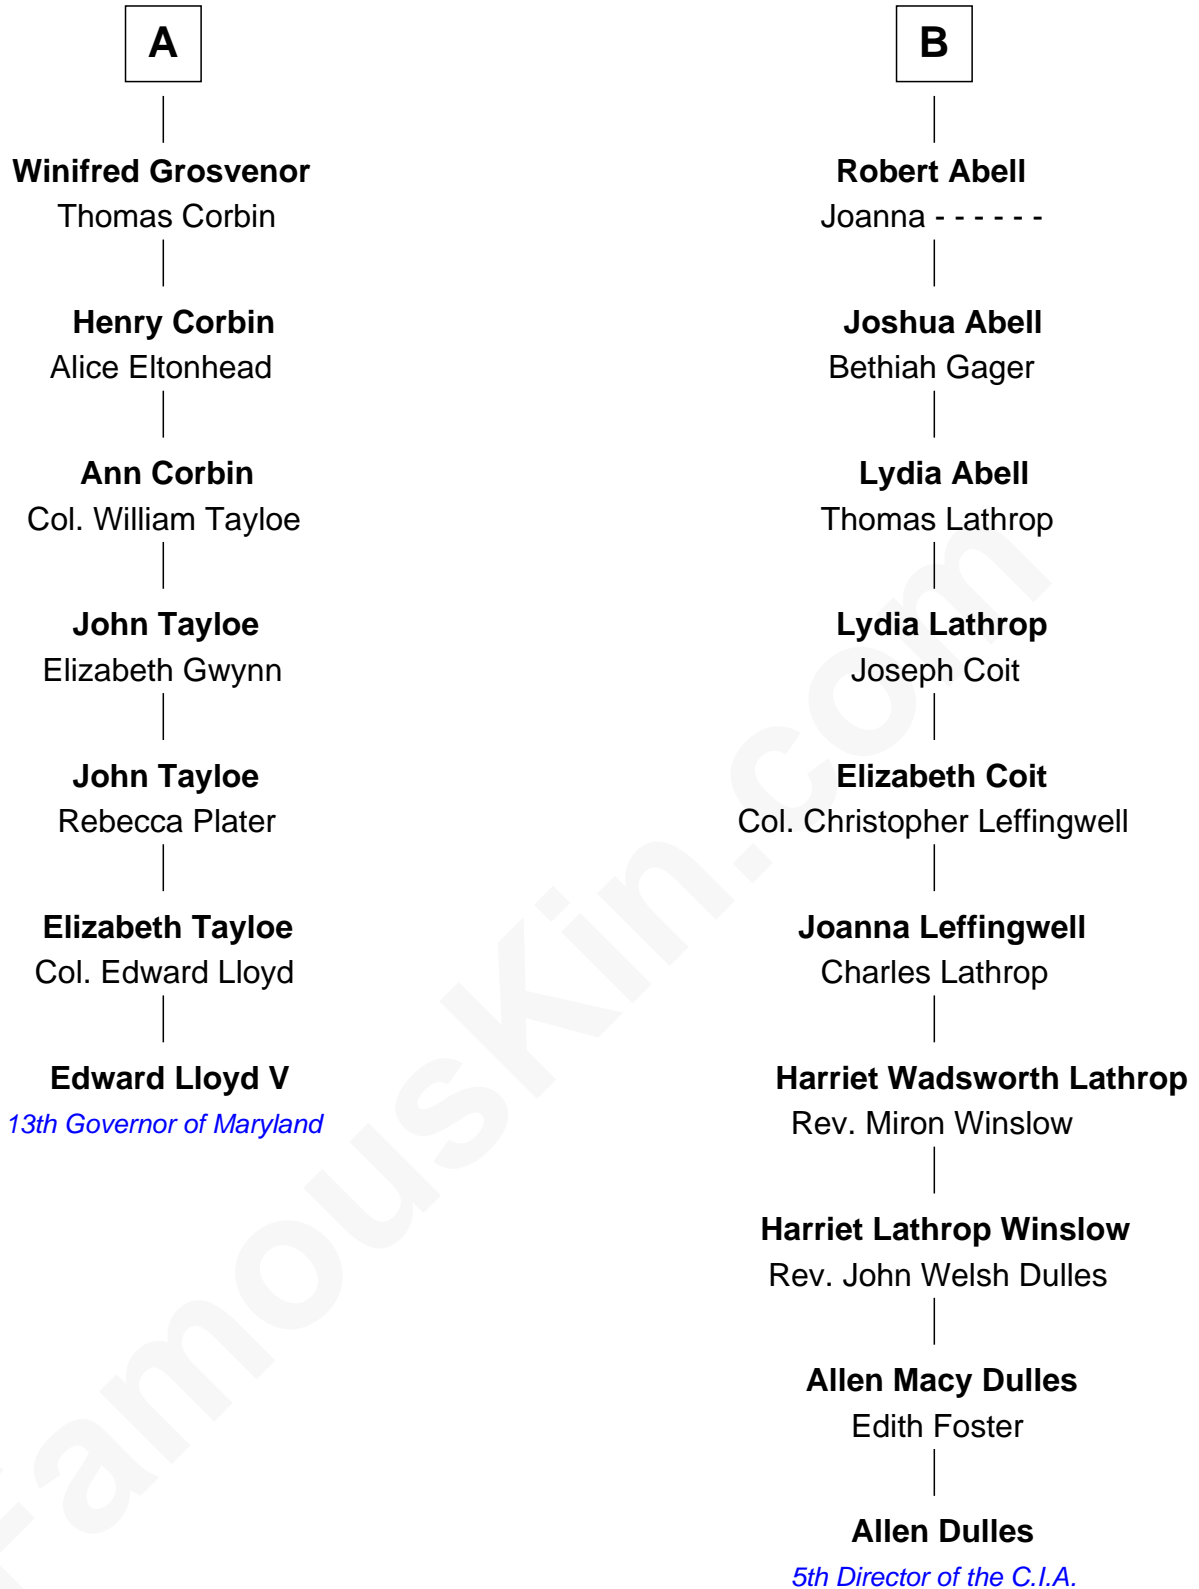 A
Winifred Grosvenor
Thomas Corbin
Henry Corbin
Alice Eltonhead
Ann Corbin
Col. William Tayloe
John Tayloe
Elizabeth Gwynn
John Tayloe
Rebecca Plater
Elizabeth Tayloe
Col. Edward Lloyd
Edward Lloyd V
13th Governor of Maryland
B
Robert Abell
Joanna - - - - - -
Joshua Abell
Bethiah Gager
Lydia Abell
Thomas Lathrop
Lydia Lathrop
Joseph Coit
Elizabeth Coit
Col. Christopher Leffingwell
Joanna Leffingwell
Charles Lathrop
Harriet Wadsworth Lathrop
Rev. Miron Winslow
Harriet Lathrop Winslow
Rev. John Welsh Dulles
Allen Macy Dulles
Edith Foster
Allen Dulles
5th Director of the C.I.A.
FamousKin.com